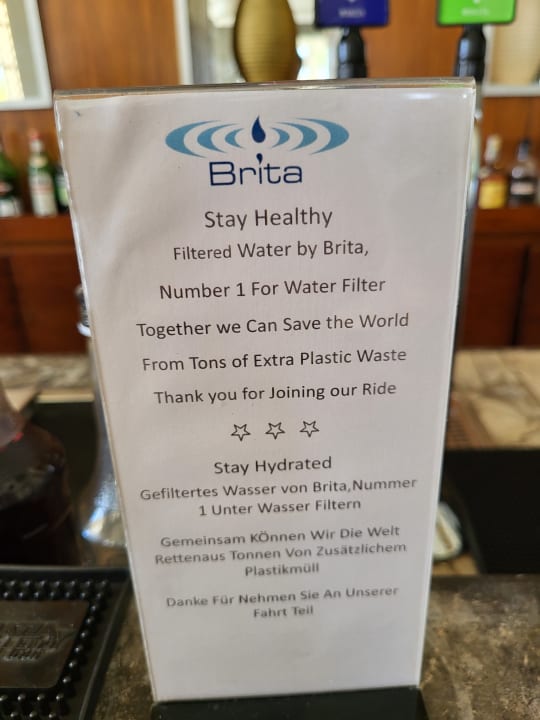 Brita
Stay Healthy
Filtered Water by Brita,
Number 1 For Water Filter
Together we Can Save the World
From Tons of Extra Plastic Waste
Thank you for Joining our Ride
Stay Hydrated
Gefiltertes Wasser von Brita,Nummer
1 Unter Wasser Filtern
Gemeinsam KÖnnen Wir Die Welt
Rettenaus Tonnen Von Zusätzlichem
Plastikmüll
Danke Für Nehmen Sie An Unserer
Fahrt Teil